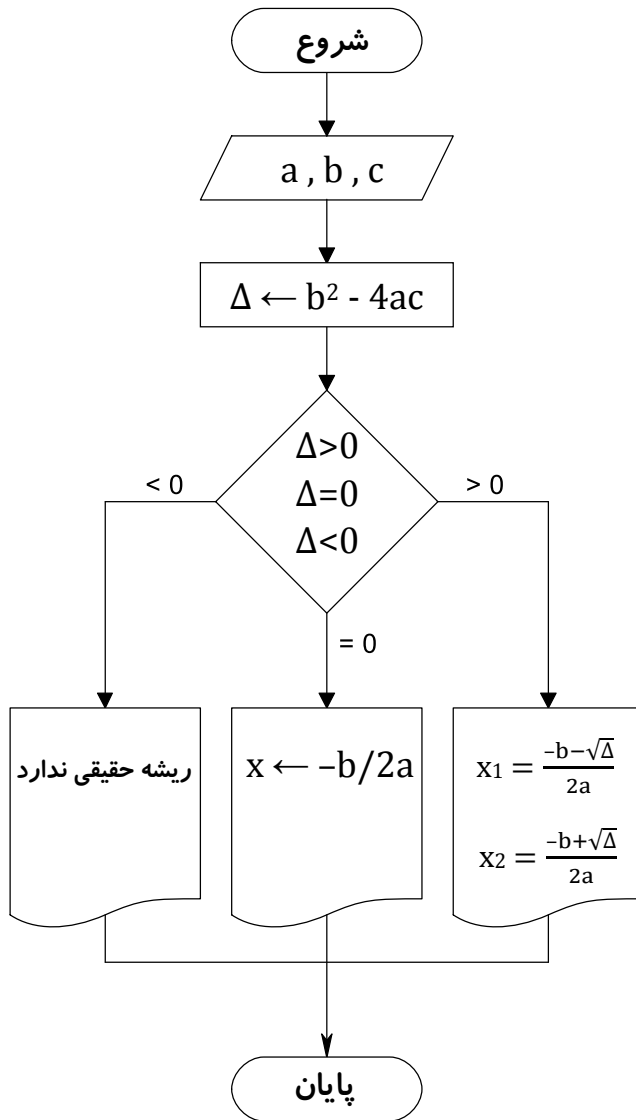 شروع
a , b , c
Δ ← b² - 4ac
Δ>0
Δ=0
Δ<0
< 0
> 0
= 0
ریشه حقیقی ندارد
x ← –b/2a
x1 = –b–√Δ / 2a
x2 = –b+√Δ / 2a
پایان